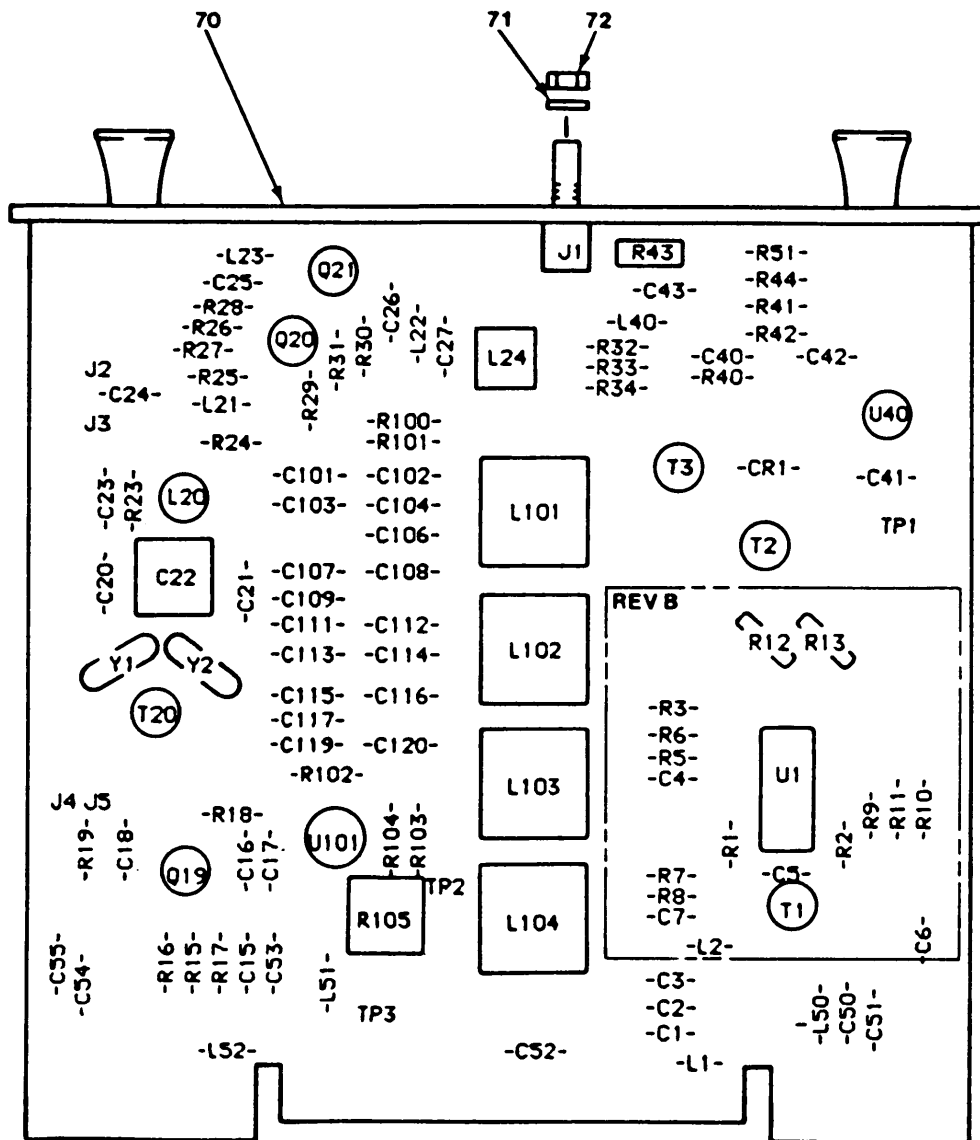 70
71
72
-L23-
Q21
J1
R43
-R51-
-C25-
-R44-
-C43-
-R28-
-C26-
-R41-
-R26-
-L40-
Q20
-R31-
-R30-
-L22-
-C27-
L24
-R42-
-R27-
-R32-
-C40-
-C42-
J2
-R33-
-R25-
-R40-
-C24-
-R29-
-R34-
-L21-
J3
-R100-
U40
-R24-
-R101-
-C101-
-C102-
T3
-CR1-
-C41-
-C23-
-R23-
L20
-C103-
-C104-
L101
TP1
-C106-
T2
-C20-
C22
-C21-
-C107-
-C108-
-C109-
REV B
-C111-
-C112-
R12
R13
Y1
Y2
-C113-
-C114-
L102
T20
-C115-
-C116-
-R3-
-C117-
-R6-
-C119-
-C120-
-R5-
-R102-
-C4-
U1
L103
J4
J5
-R18-
-R19-
-C18-
-C16-
-C17-
U101
-R104-
-R103-
-R1-
-R2-
-R9-
-R11-
-R10-
Q19
TP2
-R7-
-C5-
-R8-
R105
L104
-C7-
T1
-L2-
-C6-
-C55-
-C54-
-R16-
-R15-
-R17-
-C15-
-C53-
-L51-
-C3-
TP3
-C2-
-L50-
-C50-
-C51-
-C1-
-L52-
-C52-
-L1-